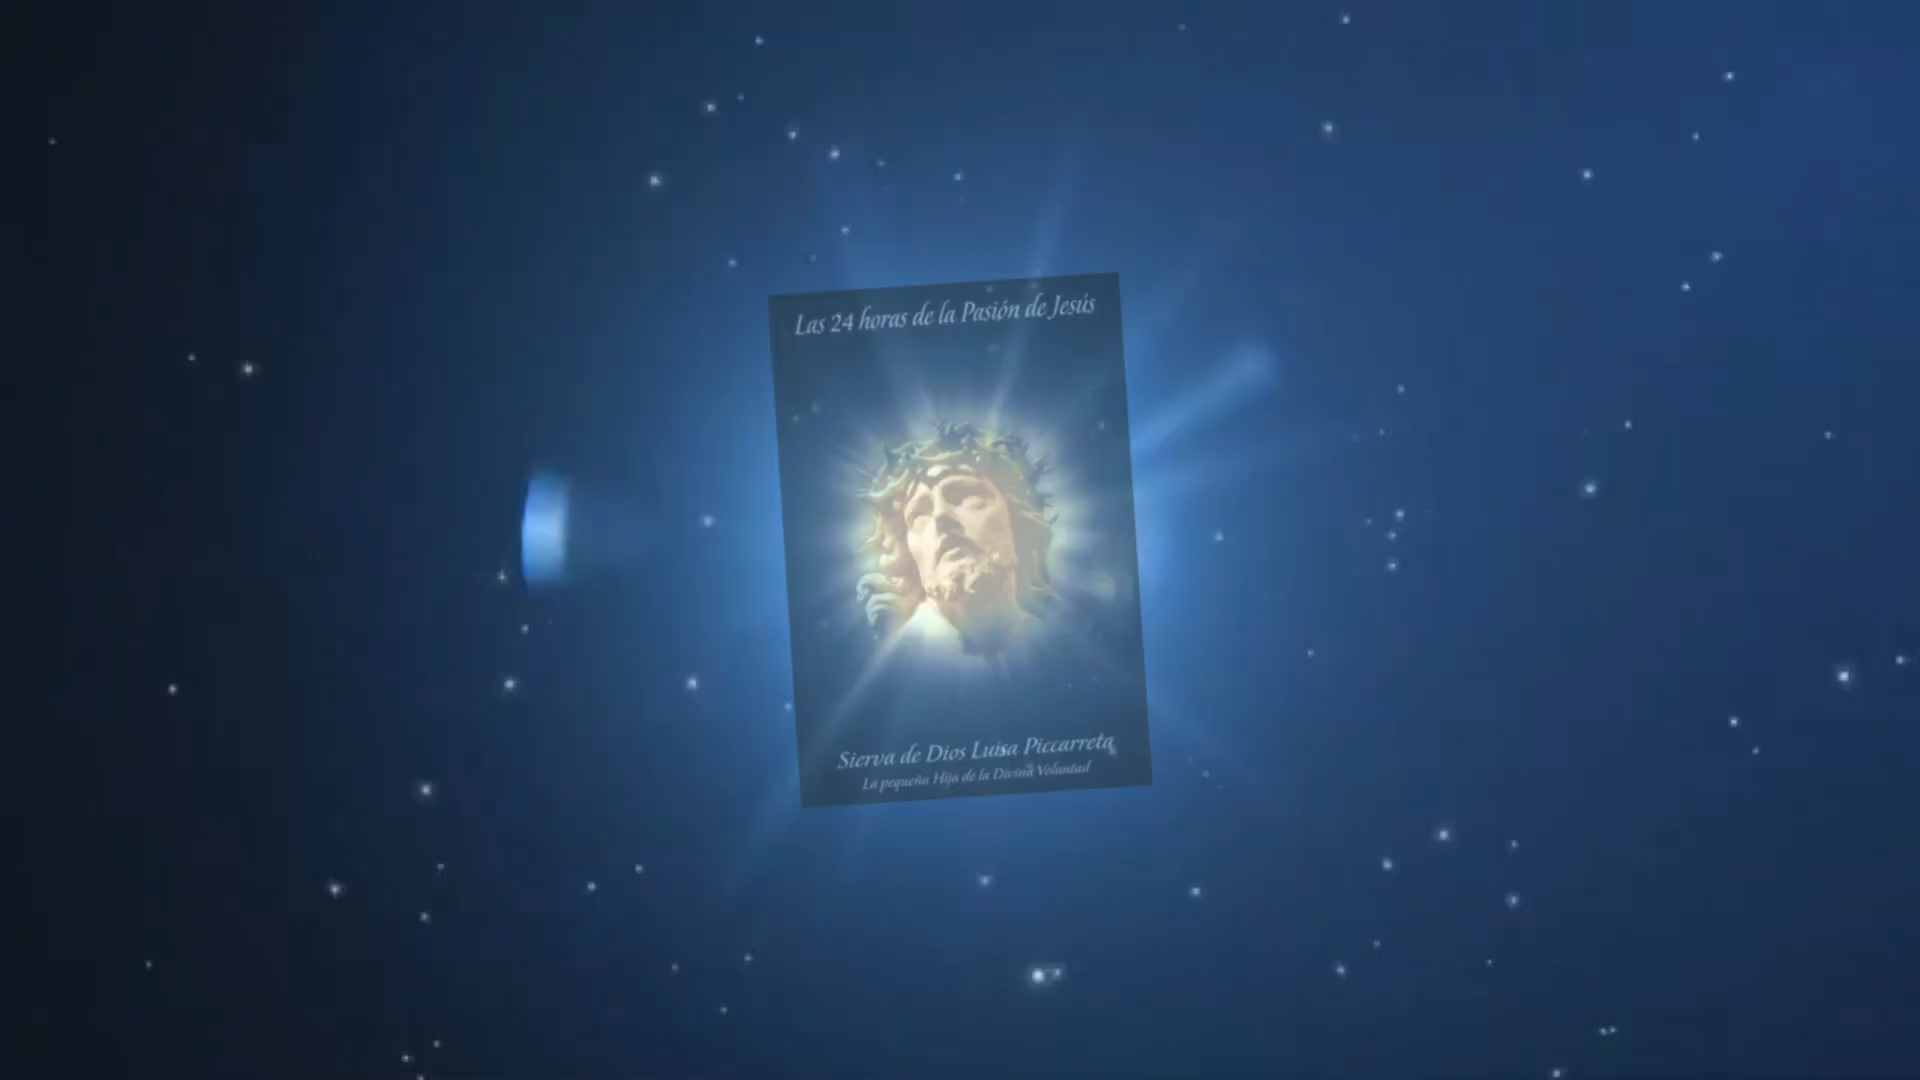 Las 24 horas de la Pasión de Jesús
Sierva de Dios Luisa Piccarreta
La pequeña Hija de la Divina Voluntad